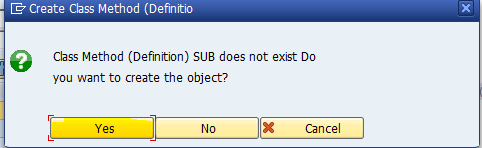 Create Class Method (Definitio
Class Method (Definition) SUB does not exist Do
you want to create the object?
Yes
No
Cancel